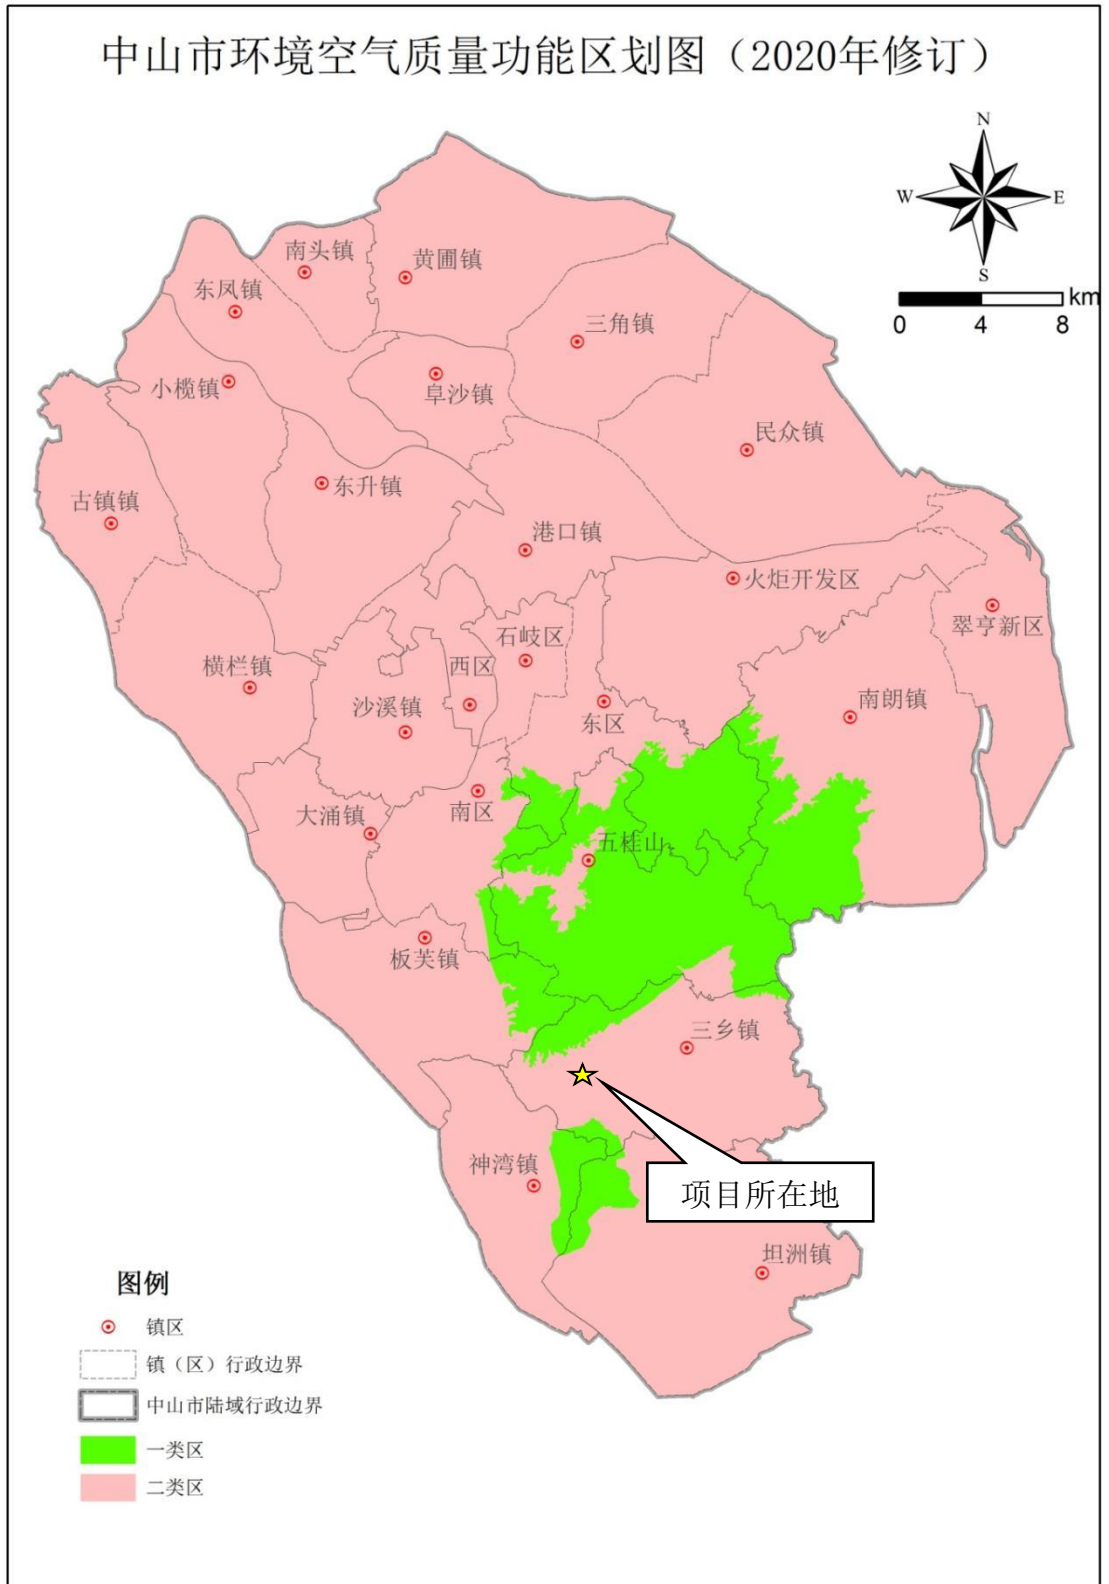 中山市环境空气质量功能区划图（2020年修订）
N
W
E
S
km
0 4 8
南头镇
黄圃镇
东凤镇
三角镇
小榄镇
阜沙镇
民众镇
东升镇
古镇镇
港口镇
火炬开发区
翠亨新区
石岐区
横栏镇
西区
沙溪镇
东区
南朗镇
南区
大涌镇
五桂山
板芙镇
三乡镇
神湾镇
项目所在地
坦洲镇
图例
镇区
镇（区）行政边界
中山市陆域行政边界
一类区
二类区